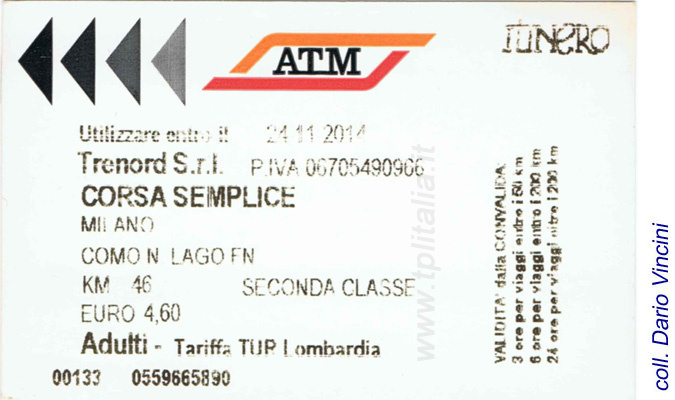 ATM
ITINERO
Utilizzare entro il 24.11.2014
Trenord S.r.l. P.IVA 06705490966
CORSA SEMPLICE
MILANO
COMO N LAGO FN
KM 46 SECONDA CLASSE
EURO 4,60
Adulti - Tariffa TUR Lombardia
00133 0559665890
VALIDITA' dalla CONVALIDA:
3 ore per viaggi entro i 50 km
6 ore per viaggi entro i 200 km
24 ore per viaggi oltre i 200 km
www.tplitalia.it
coll. Dario Vincini